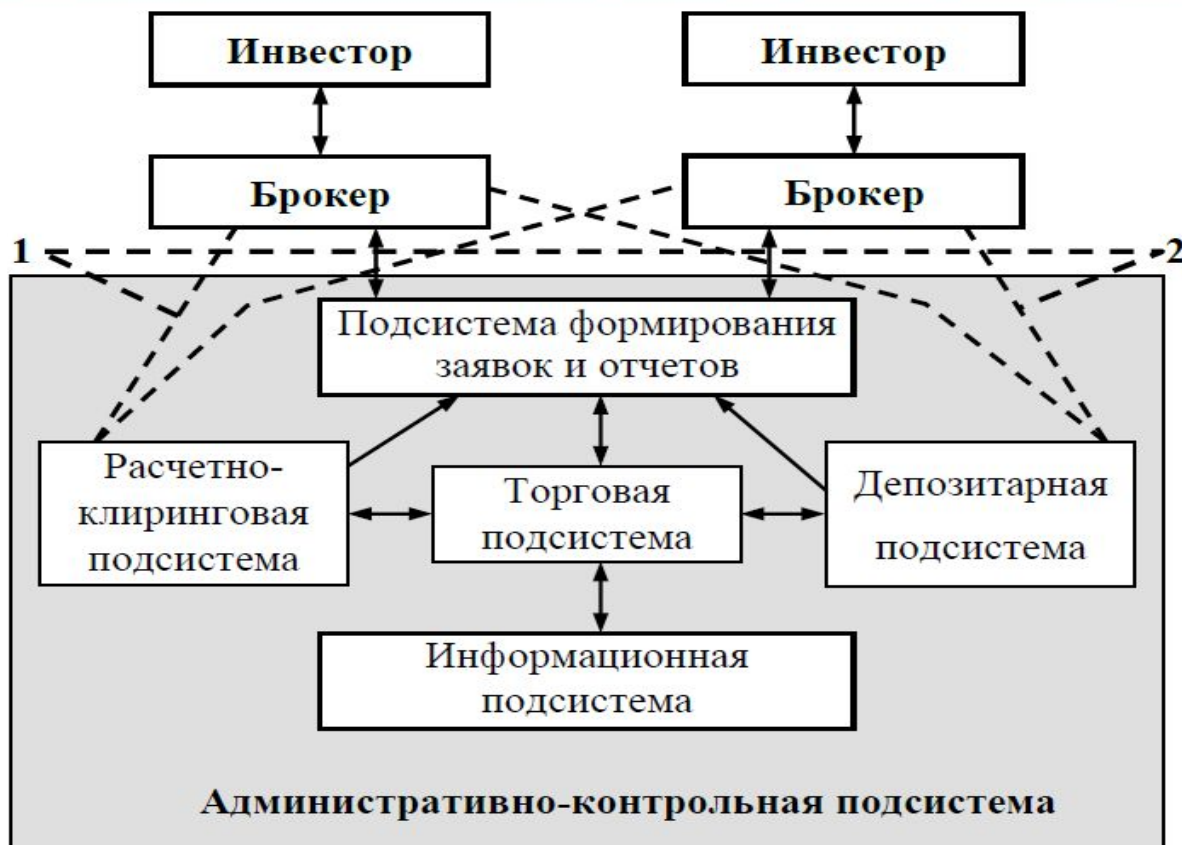 Инвестор
Инвестор
Брокер
Брокер
1
2
Подсистема формирования
заявок и отчетов
Расчетно-
клиринговая
подсистема
Торговая
подсистема
Депозитарная
подсистема
Информационная
подсистема
Административно-контрольная подсистема